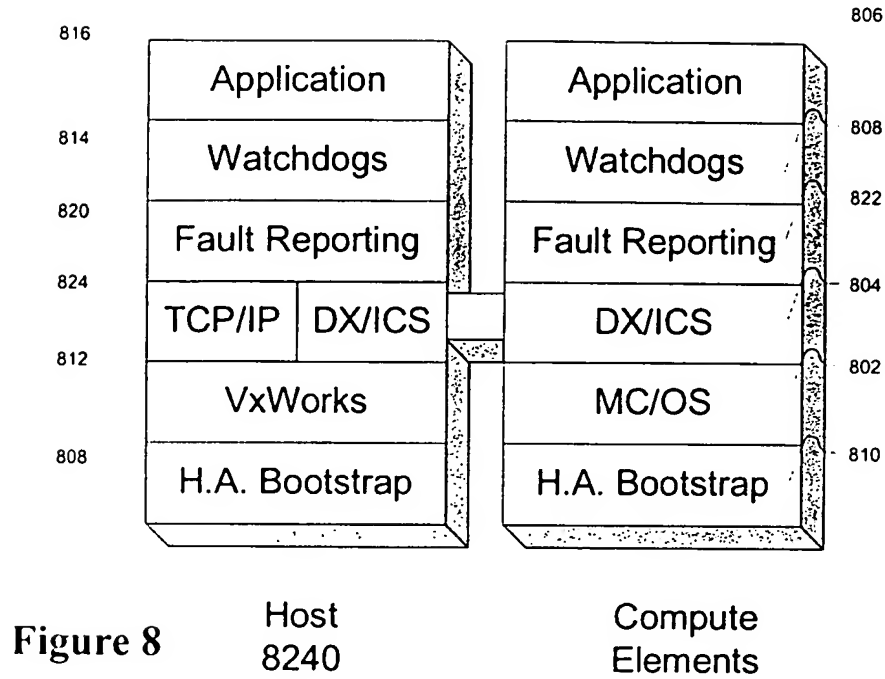 806
816
Application Application
814 808
Watchdogs Watchdogs
820 822
Fault Reporting Fault Reporting
824 804
TCP/IP DX/ICS DX/ICS
812 802
VxWorks MC/OS
808 810
H.A. Bootstrap H.A. Bootstrap
Host Compute
Figure 8 8240 Elements